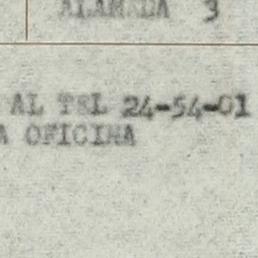 ALAMEDA 3
AL TEL 24-54-01
A OFICINA